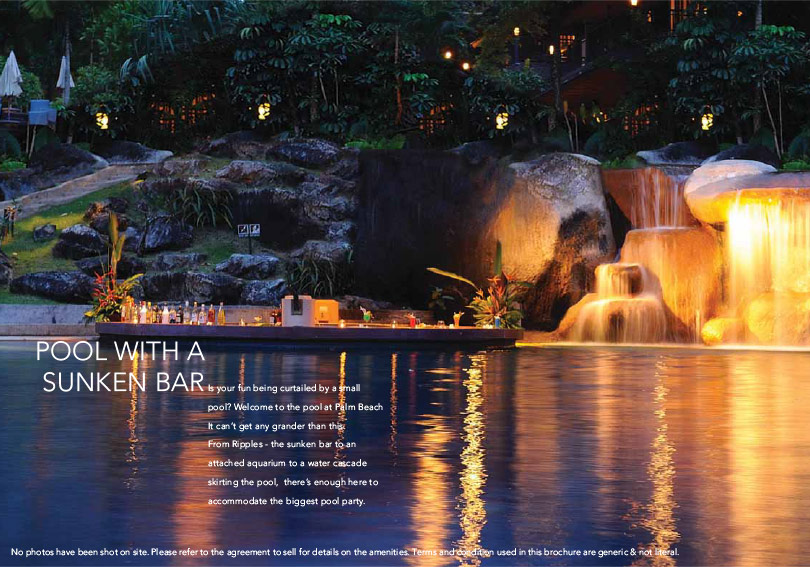 POOL WITH A
SUNKEN BAR
Is your fun being curtailed by a small
pool? Welcome to the pool at Palm Beach
It can't get any grander than this.
From Ripples - the sunken bar to an
attached aquarium to a water cascade
skirting the pool, there's enough here to
accommodate the biggest pool party.
No photos have been shot on site. Please refer to the agreement to sell for details on the amenities. Terms and condition used in this brochure are generic & not literal.